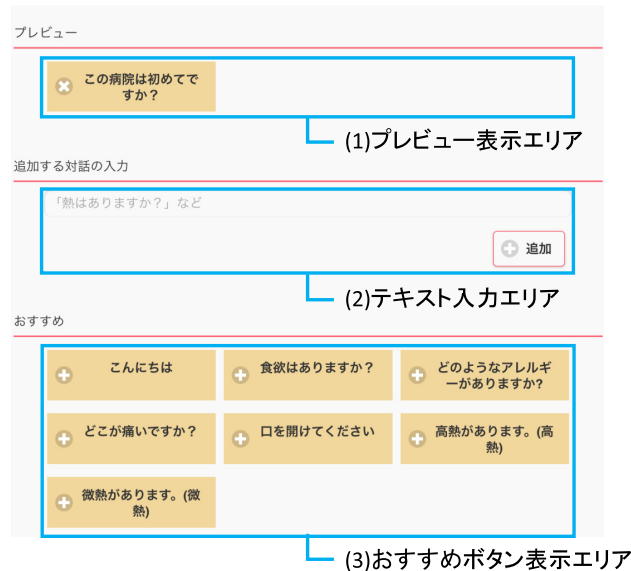 プレビュー
この病院は初めてで
すか？
(1)プレビュー表示エリア
追加する対話の入力
「熱はありますか？」など
追加
(2)テキスト入力エリア
おすすめ
こんにちは
食欲はありますか？
どのようなアレルギ
ーがありますか?
どこが痛いですか？
口を開けてください
高熱があります。(高
熱)
微熱があります。(微
熱)
(3)おすすめボタン表示エリア